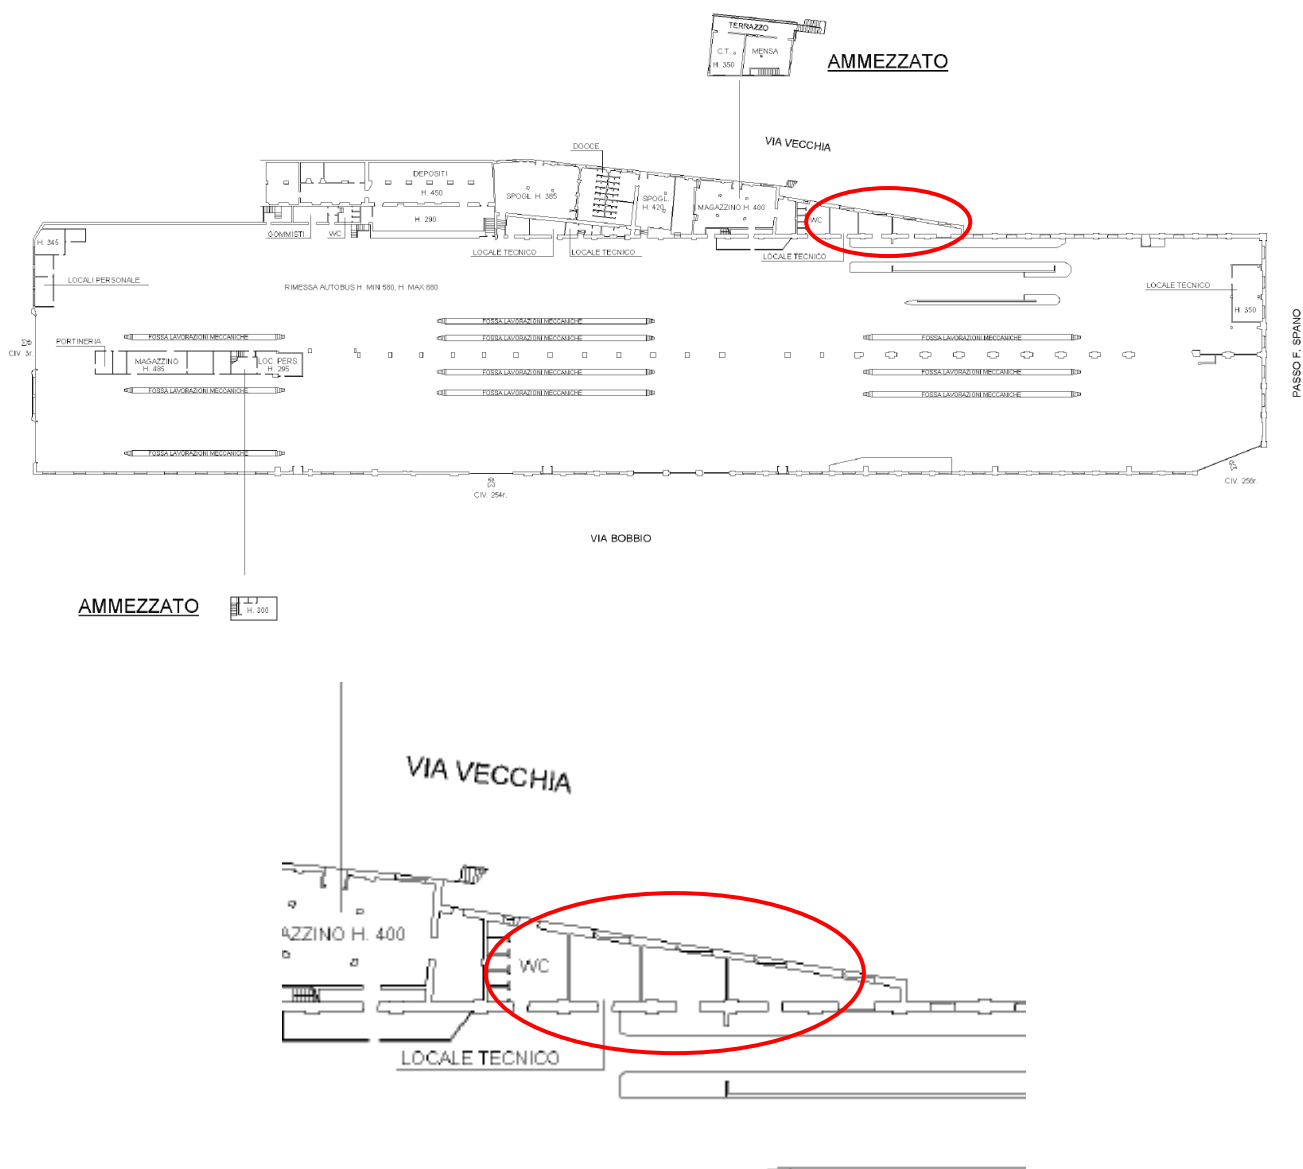 TERRAZZO
C.T.
MENSA
H. 350
AMMEZZATO
VIA VECCHIA
DOCCE
DEPOSITI
H. 450
SPOGL. H. 385
SPOGL.
H. 420
MAGAZZINO H. 400
WC
H. 290
GOMMISTI
WC
H. 345
LOCALE TECNICO
LOCALE TECNICO
LOCALE TECNICO
LOCALI PERSONALE
RIMESSA AUTOBUS H. MIN 580, H. MAX 880
LOCALE TECNICO
H. 350
PASSO F. SPANO
FOSSA LAVORAZIONI MECCANICHE
FOSSA LAVORAZIONI MECCANICHE
FOSSA LAVORAZIONI MECCANICHE
FOSSA LAVORAZIONI MECCANICHE
CIV. 3r.
PORTINERIA
MAGAZZINO
H. 485
LOC. PERS.
H. 295
FOSSA LAVORAZIONI MECCANICHE
FOSSA LAVORAZIONI MECCANICHE
FOSSA LAVORAZIONI MECCANICHE
FOSSA LAVORAZIONI MECCANICHE
FOSSA LAVORAZIONI MECCANICHE
FOSSA LAVORAZIONI MECCANICHE
CIV. 254r.
CIV. 256r.
VIA BOBBIO
AMMEZZATO
H. 300
VIA VECCHIA
AZZINO H. 400
WC
LOCALE TECNICO